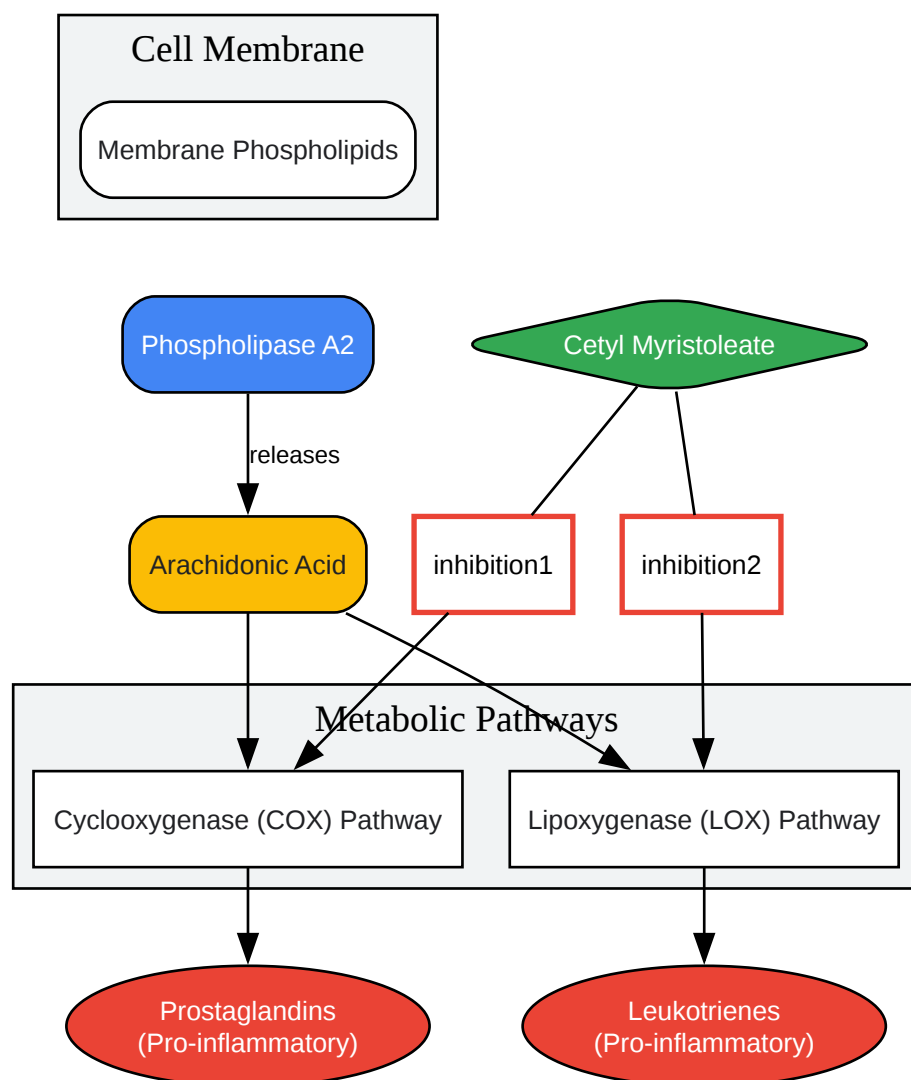 Cell Membrane
Membrane Phospholipids
Phospholipase A2
Cetyl Myristoleate
releases
Arachidonic Acid
inhibition1
inhibition2
Metabolic Pathways
Cyclooxygenase (COX) Pathway
Lipoxygenase (LOX) Pathway
Prostaglandins
(Pro-inflammatory)
Leukotrienes
(Pro-inflammatory)